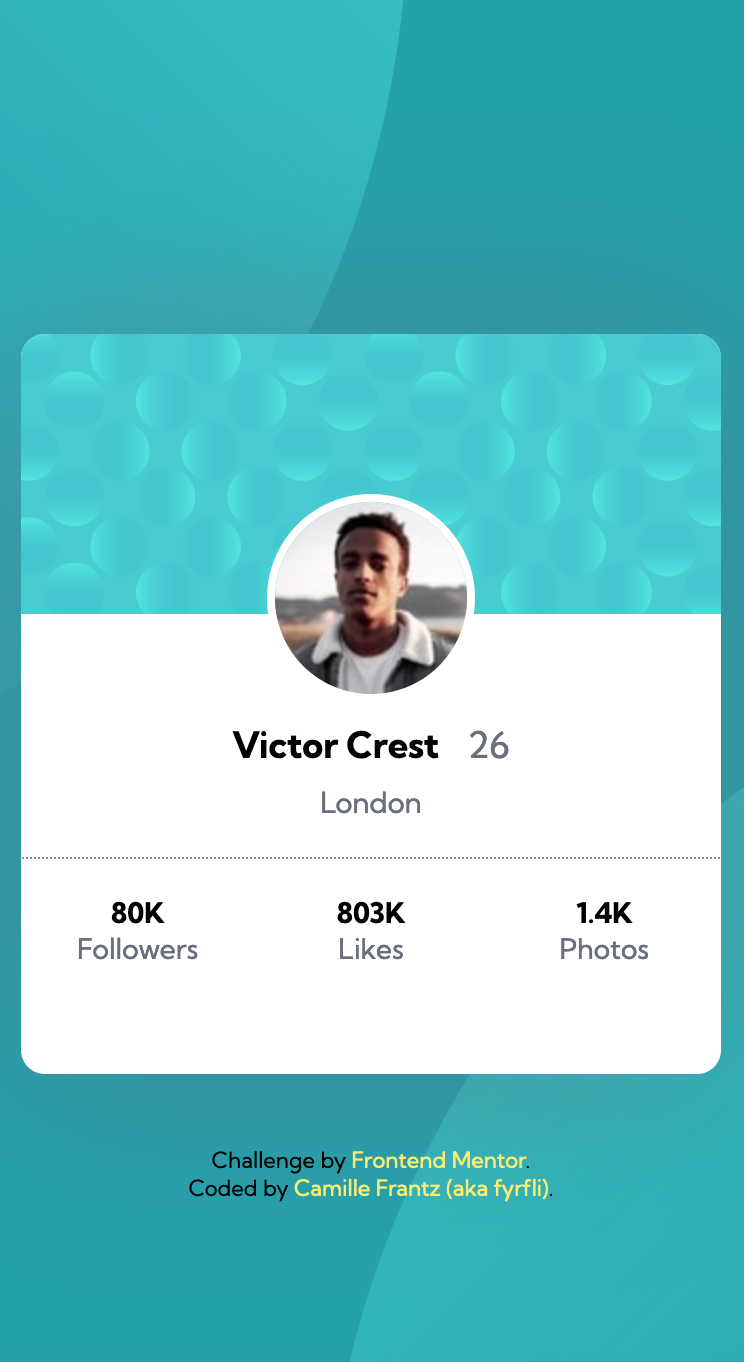 Victor Crest 26
London
80K 803K 1.4K
Followers Likes Photos
Challenge by Frontend Mentor.
Coded by Camille Frantz (aka fyrfli).